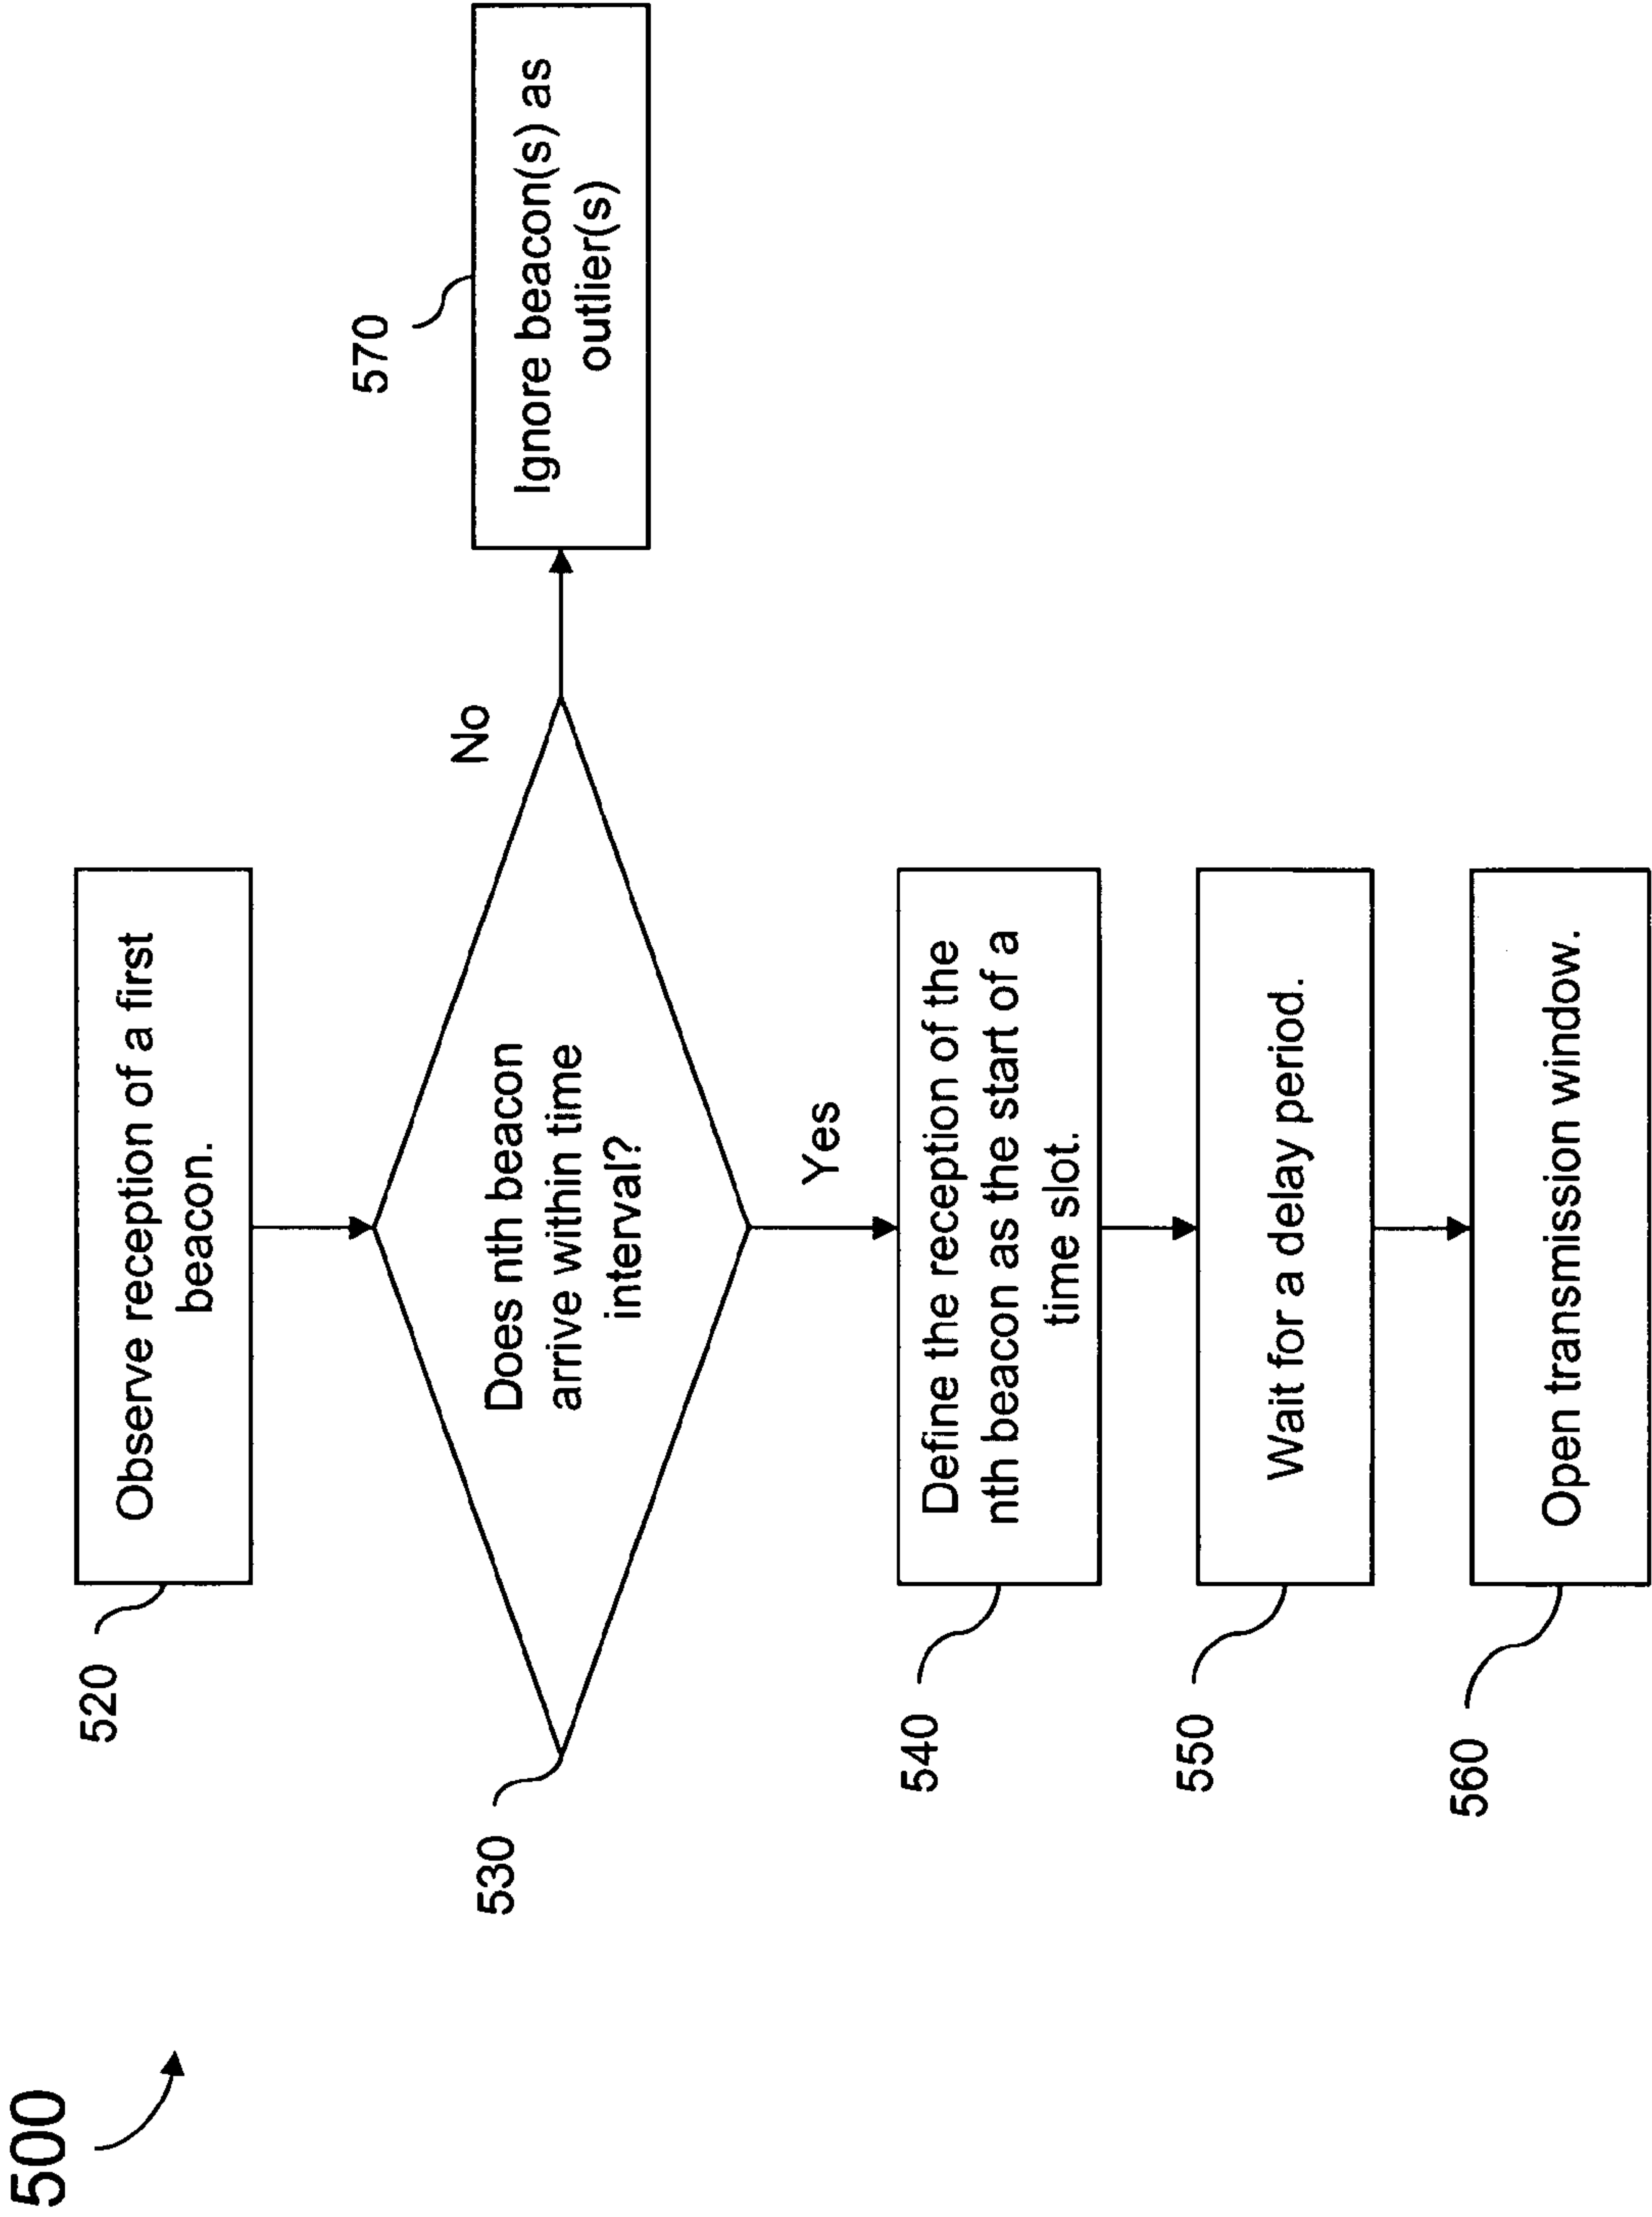 500
520
Observe reception of a first
beacon.
530
Does nth beacon
arrive within time
interval?
No
570
Ignore beacon(s) as
outlier(s)
Yes
540
Define the reception of the
nth beacon as the start of a
time slot.
550
Wait for a delay period.
560
Open transmission window.